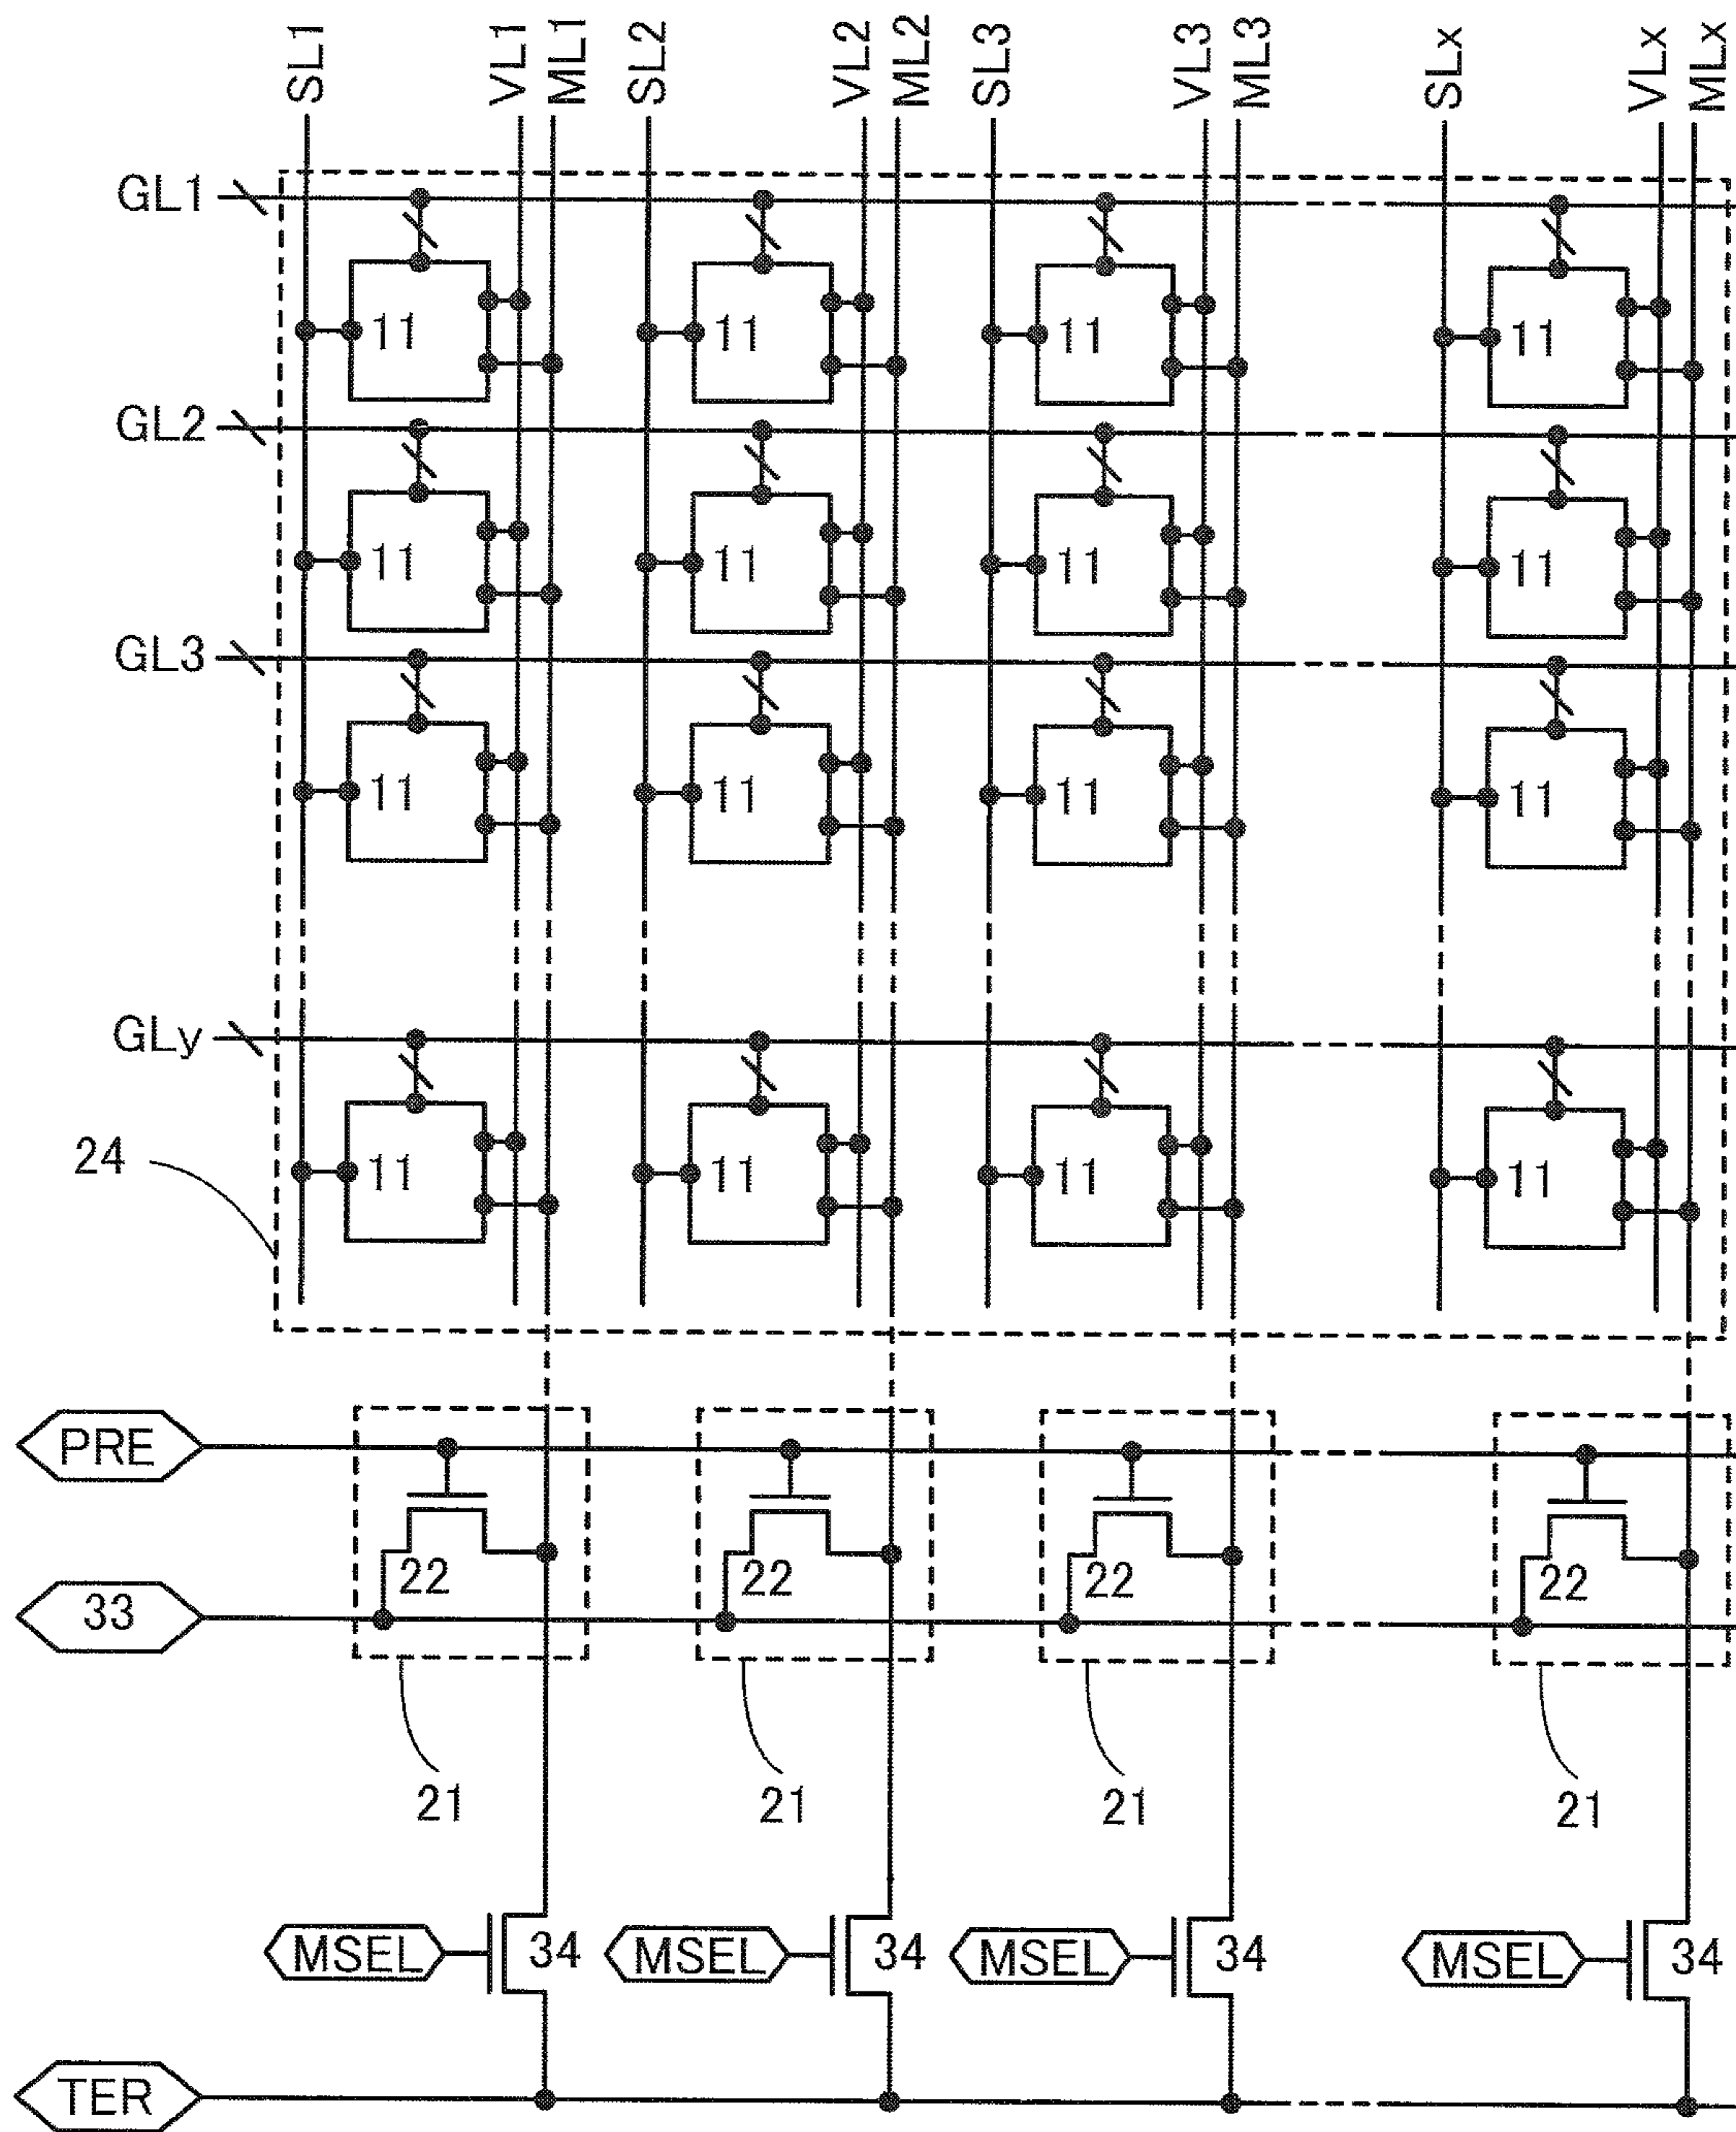 SL1 VL1 ML1 SL2 VL2 ML2 SL3 VL3 ML3 SLx VLx MLx
GL1
11 11 11 11
GL2
11 11 11 11
GL3
11 11 11 11
GLy
11 11 11 11
24
PRE
22 22 22 22
33
21 21 21 21
MSEL 34 MSEL 34 MSEL 34 MSEL 34
TER